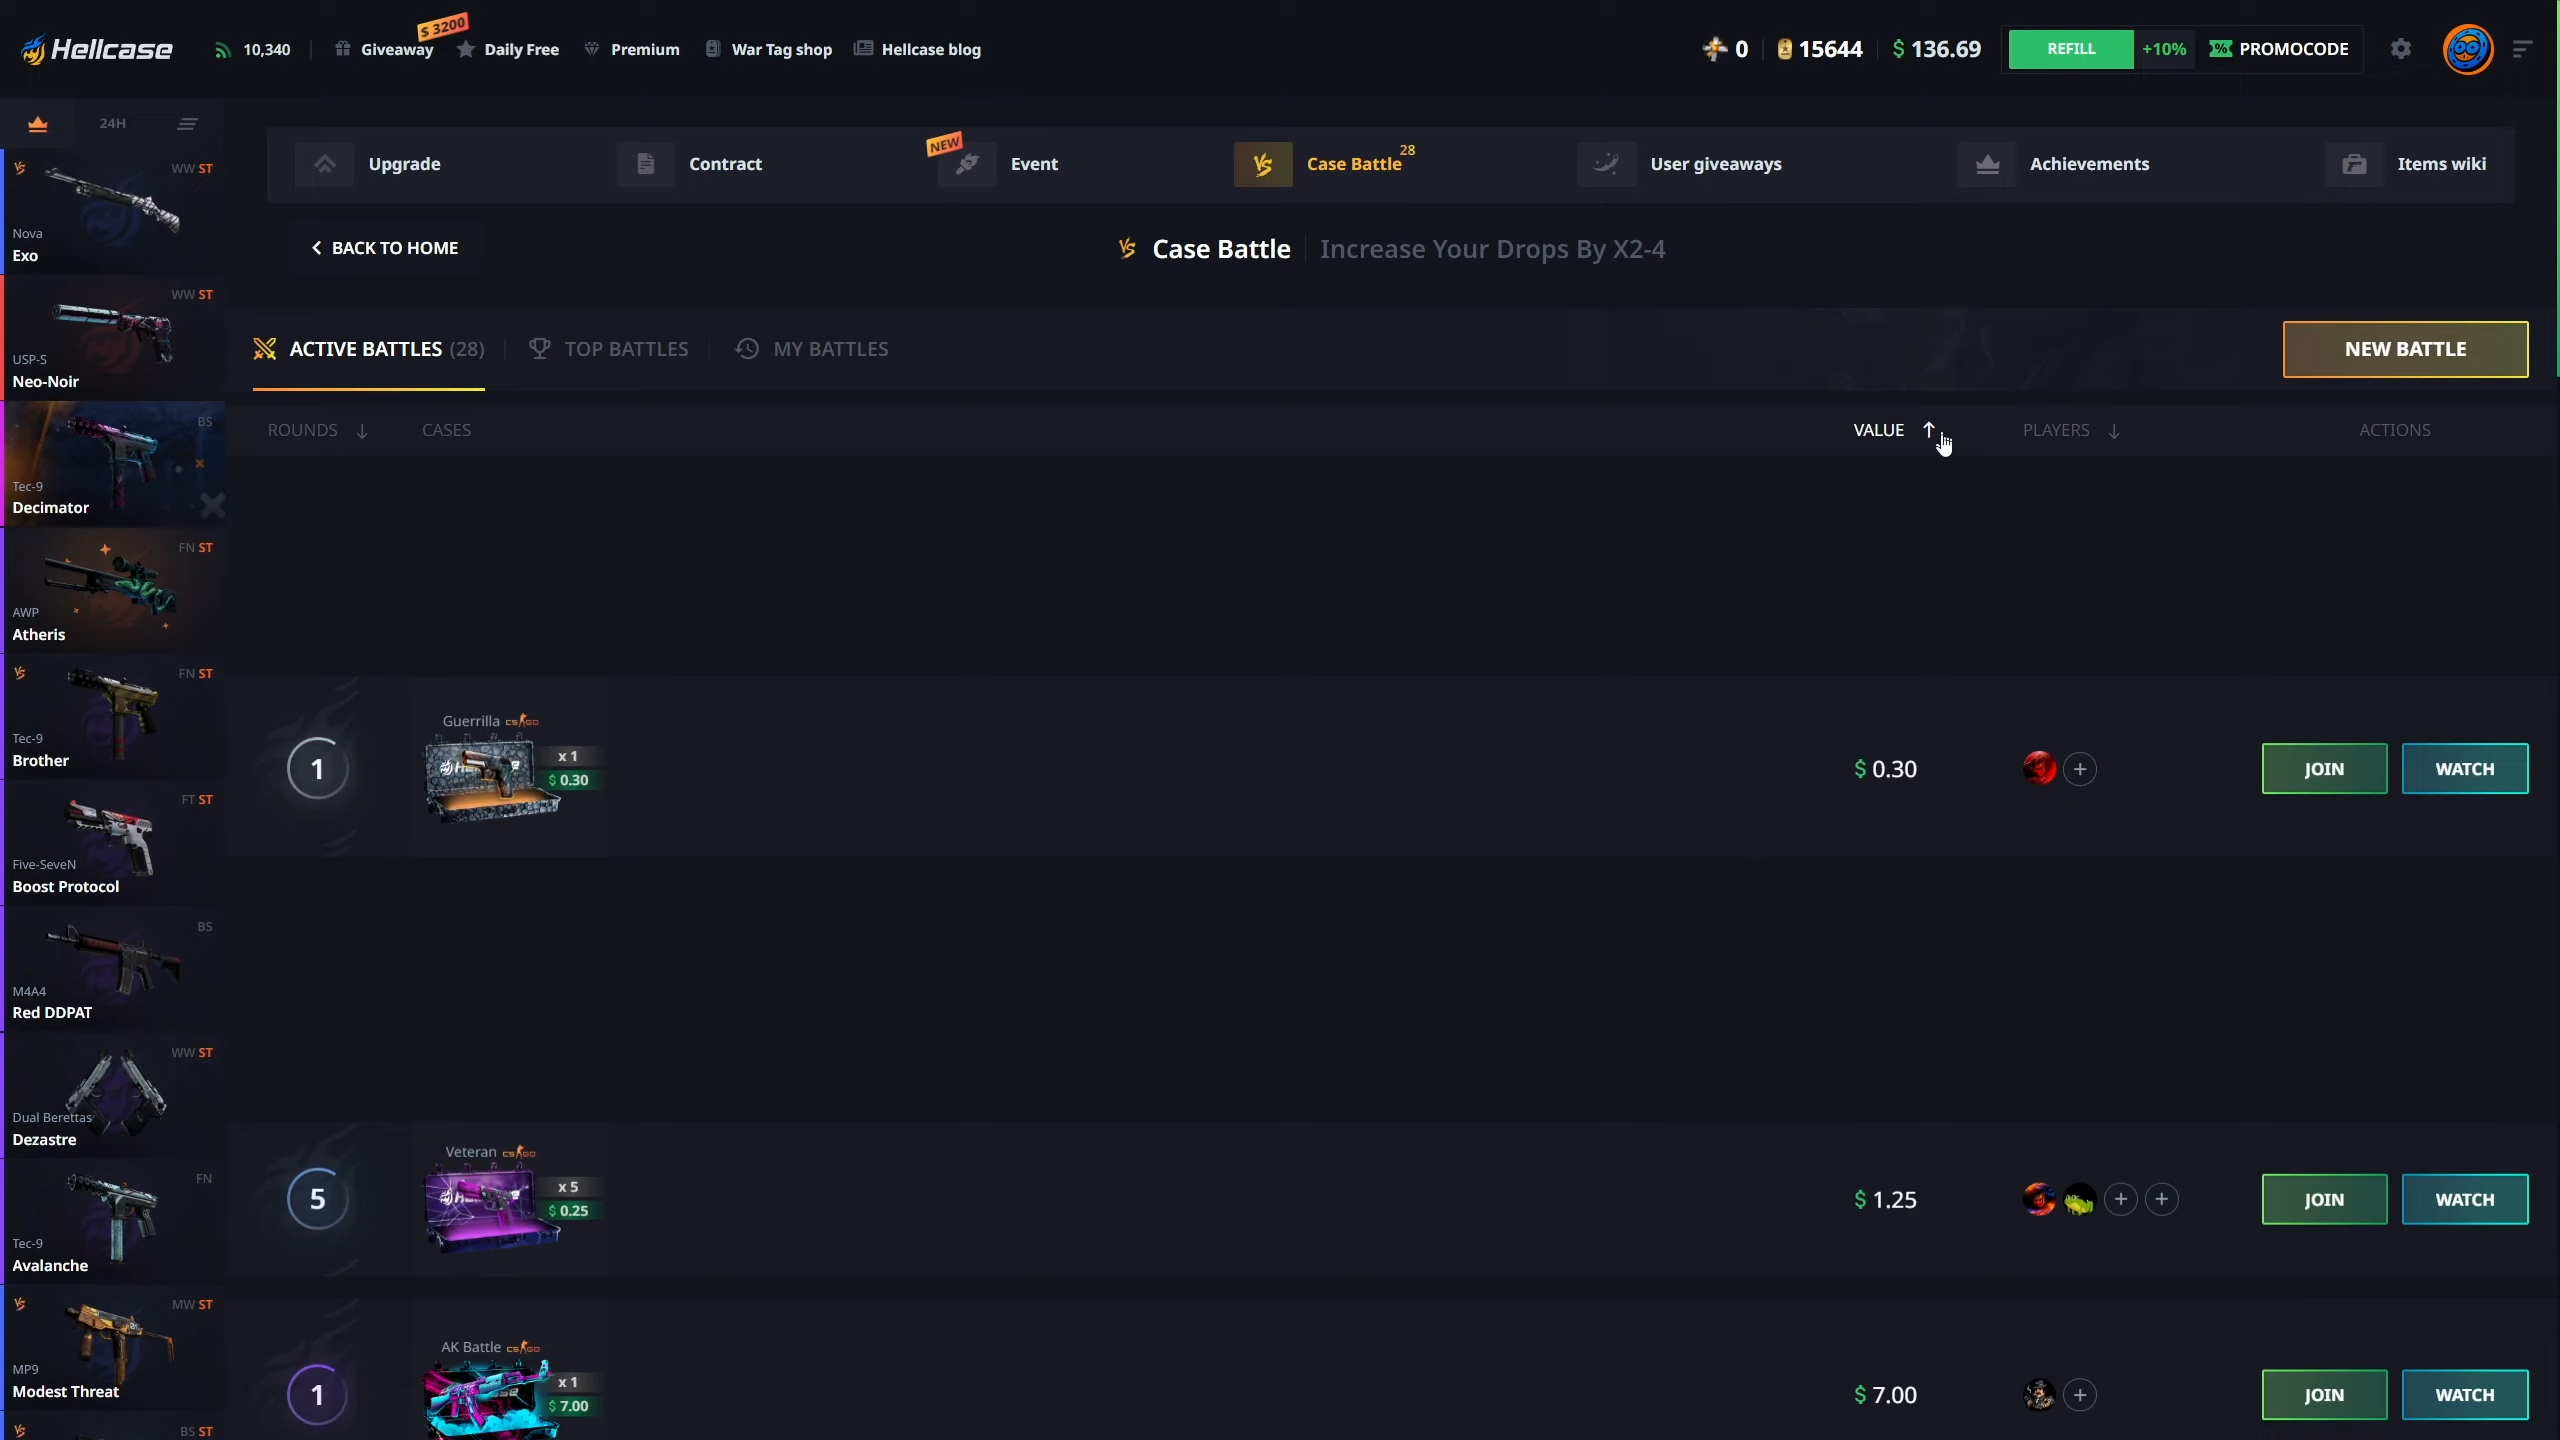 Hellcase
10,340
Giveaway
$ 3200
Daily Free
Premium
War Tag shop
Hellcase blog
0
15644
$ 136.69
REFILL
+10%
PROMOCODE
24H
Upgrade
Contract
NEW
Event
Case Battle
28
User giveaways
Achievements
Items wiki
BACK TO HOME
Case Battle
Increase Your Drops By X2-4
ACTIVE BATTLES (28)
TOP BATTLES
MY BATTLES
NEW BATTLE
ROUNDS
CASES
VALUE
PLAYERS
ACTIONS
WW ST
Nova
Exo
WW ST
USP-S
Neo-Noir
BS
Tec-9
Decimator
FN ST
AWP
Atheris
FN ST
Tec-9
Brother
FT ST
Five-SeveN
Boost Protocol
BS
M4A4
Red DDPAT
WW ST
Dual Berettas
Dezastre
FN
Tec-9
Avalanche
MW ST
MP9
Modest Threat
BS ST
1
Guerrilla CS:GO
x 1
$ 0.30
$ 0.30
JOIN
WATCH
5
Veteran CS:GO
x 5
$ 0.25
$ 1.25
JOIN
WATCH
1
AK Battle CS:GO
x 1
$ 7.00
$ 7.00
JOIN
WATCH